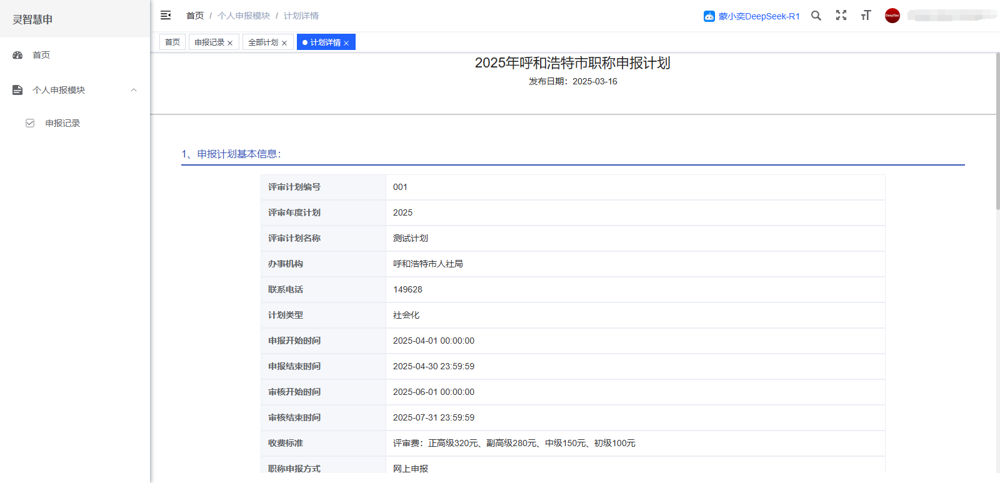 灵智慧申
首页
个人申报模块
申报记录
首页 / 个人申报模块 / 计划详情
蒙小奕DeepSeek-R1
首页 申报记录 × 全部计划 × 计划详情 ×
2025年呼和浩特市职称申报计划
发布日期：2025-03-16
1、申报计划基本信息：
评审计划编号 001
评审年度计划 2025
评审计划名称 测试计划
办事机构 呼和浩特市人社局
联系电话 149628
计划类型 社会化
申报开始时间 2025-04-01 00:00:00
申报结束时间 2025-04-30 23:59:59
审核开始时间 2025-06-01 00:00:00
审核结束时间 2025-07-31 23:59:59
收费标准 评审费：正高级320元、副高级280元、中级150元、初级100元
职称申报方式 网上申报